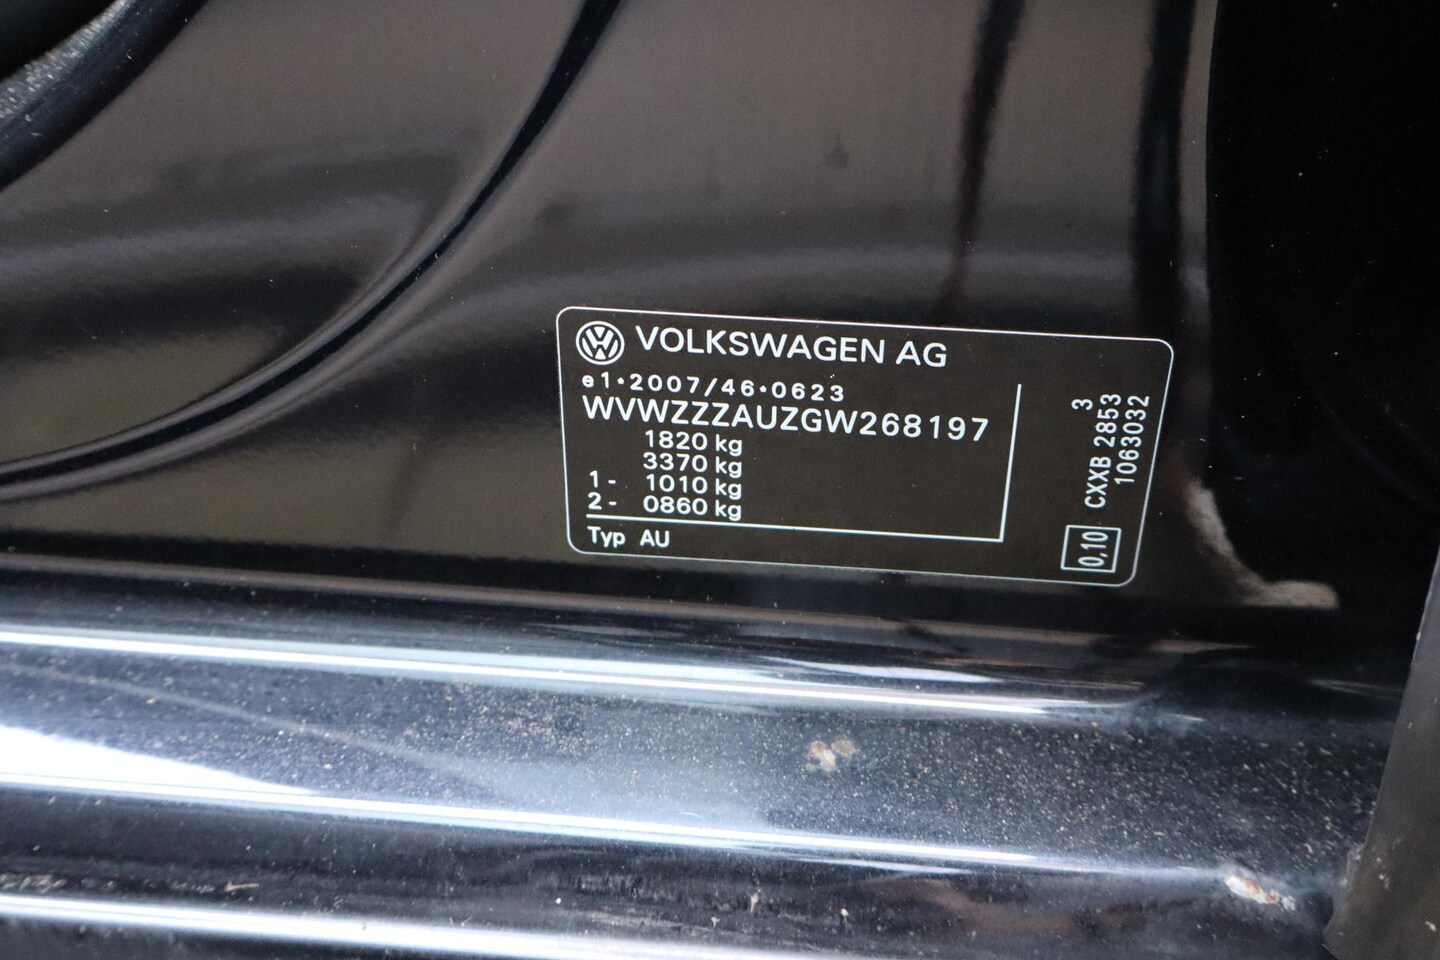 VOLKSWAGEN AG
e1*2007/46*0623
WVWZZZAUZGW268197
1820 kg
3370 kg
1- 1010 kg
2- 0860 kg
Typ AU
3
CXXB 2853
1063032
0,10